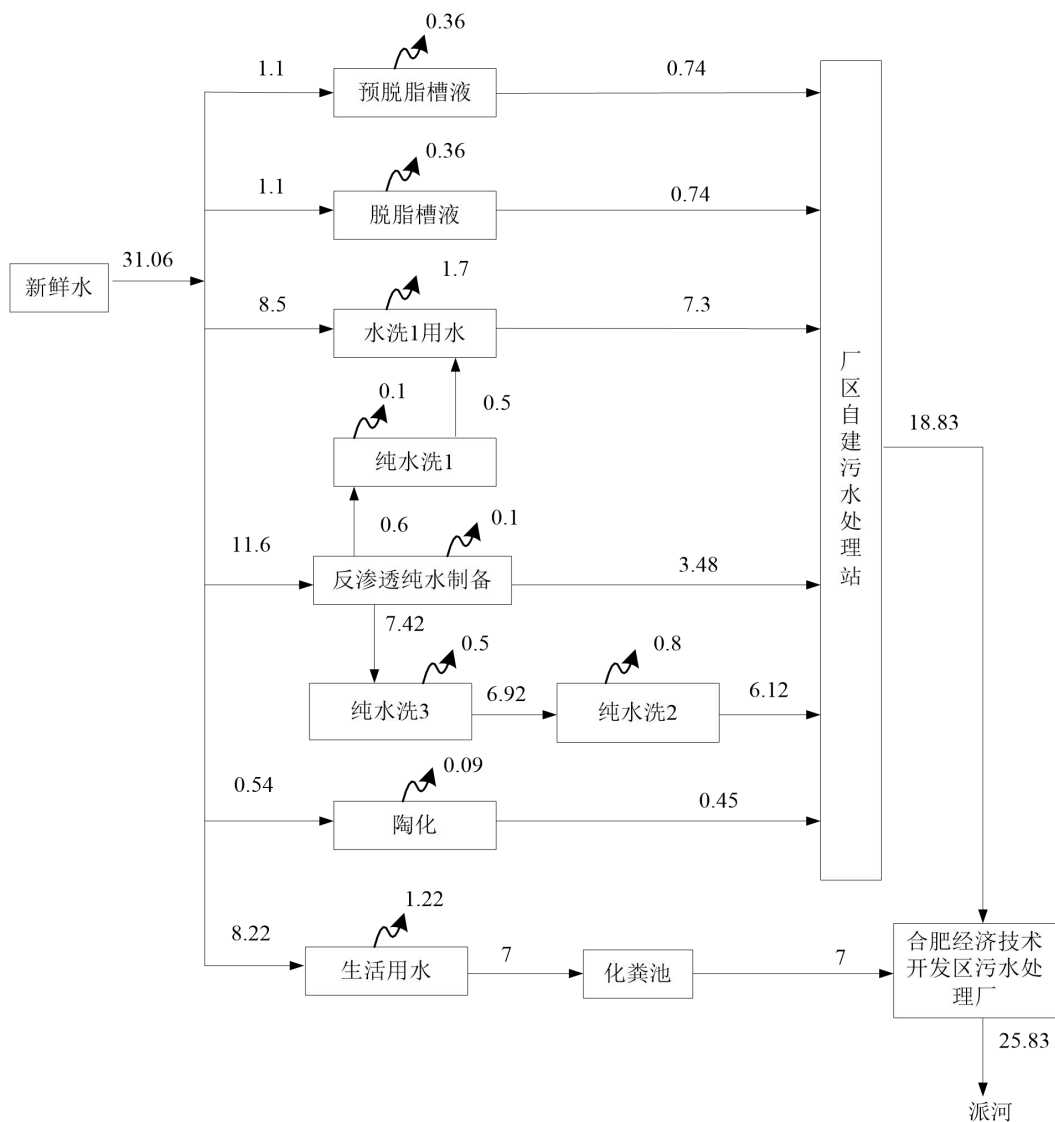 0.36
1.1
预脱脂槽液
0.74
0.36
1.1
脱脂槽液
0.74
新鲜水
31.06
1.7
8.5
水洗1用水
7.3
0.1
0.5
纯水洗1
厂区自建污水处理站
18.83
0.6
0.1
11.6
反渗透纯水制备
3.48
7.42
0.5
0.8
纯水洗3
6.92
纯水洗2
6.12
0.09
0.54
陶化
0.45
1.22
8.22
生活用水
7
化粪池
7
合肥经济技术
开发区污水处
理厂
25.83
派河